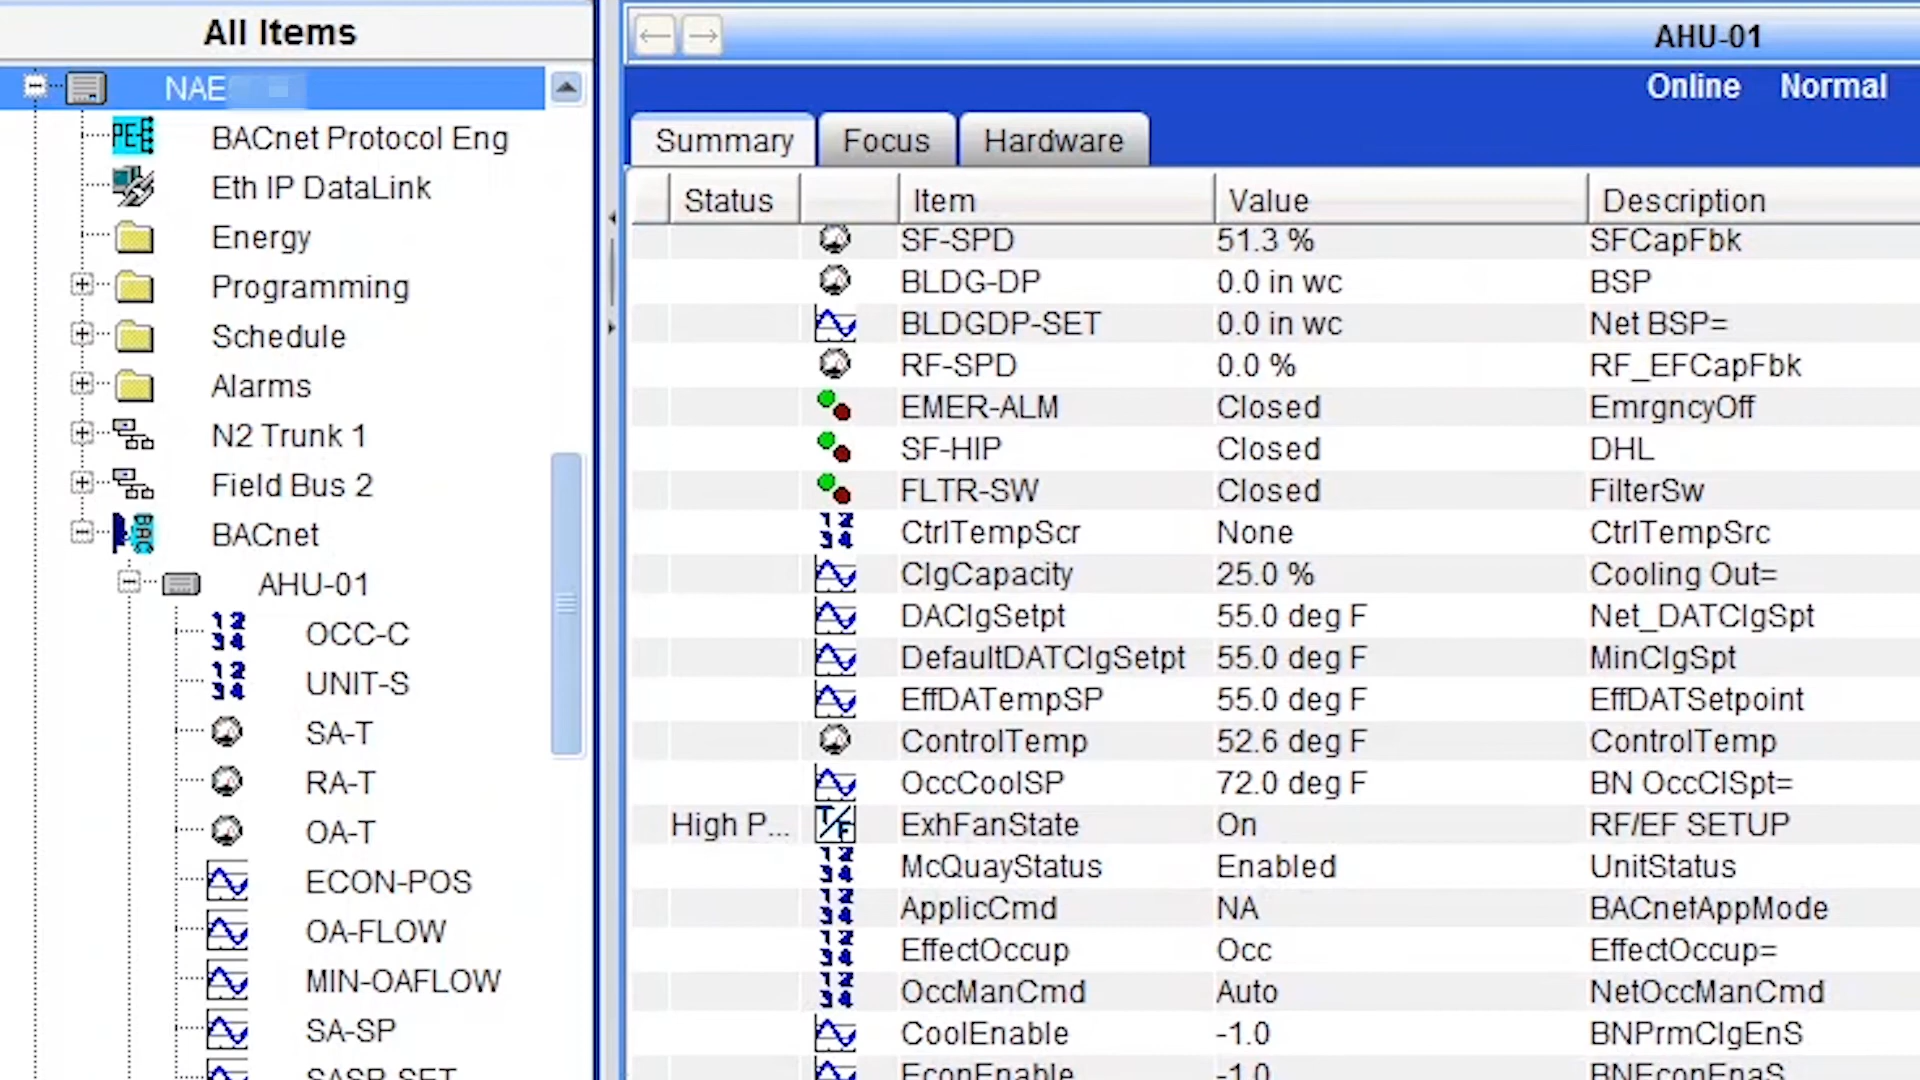 All Items
NAE
BACnet Protocol Eng
Eth IP DataLink
Energy
Programming
Schedule
Alarms
N2 Trunk 1
Field Bus 2
BACnet
AHU-01
OCC-C
UNIT-S
SA-T
RA-T
OA-T
ECON-POS
OA-FLOW
MIN-OAFLOW
SA-SP
SASP-SET
AHU-01
Online Normal
Summary Focus Hardware
Status Item Value Description
SF-SPD 51.3 % SFCapFbk
BLDG-DP 0.0 in wc BSP
BLDGDP-SET 0.0 in wc Net BSP=
RF-SPD 0.0 % RF_EFCapFbk
EMER-ALM Closed EmrgncyOff
SF-HIP Closed DHL
FLTR-SW Closed FilterSw
CtrlTempScr None CtrlTempSrc
ClgCapacity 25.0 % Cooling Out=
DAClgSetpt 55.0 deg F Net_DATClgSpt
DefaultDATClgSetpt 55.0 deg F MinClgSpt
EffDATempSP 55.0 deg F EffDATSetpoint
ControlTemp 52.6 deg F ControlTemp
OccCoolSP 72.0 deg F BN OccClSpt=
High P... ExhFanState On RF/EF SETUP
McQuayStatus Enabled UnitStatus
ApplicCmd NA BACnetAppMode
EffectOccup Occ EffectOccup=
OccManCmd Auto NetOccManCmd
CoolEnable -1.0 BNPrmClgEnS
EconEnable -1.0 BNEconEnaS